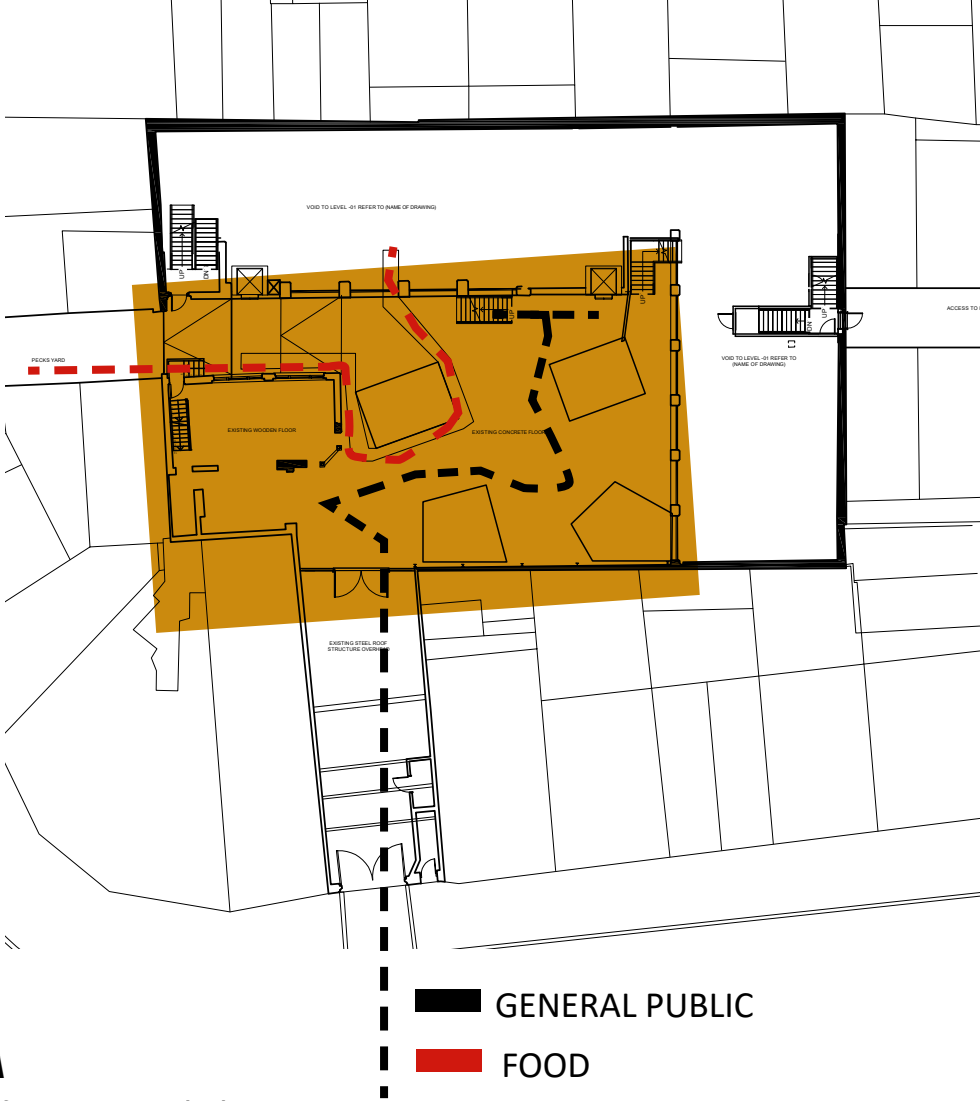 VOID TO LEVEL -01 REFER TO (NAME OF DRAWING)
UP
DN
UP
UP
UP
DN
ACCESS TO
PECKS YARD
VOID TO LEVEL -01 REFER TO
(NAME OF DRAWING)
EXISTING WOODEN FLOOR
EXISTING CONCRETE FLOOR
EXISTING STEEL ROOF
STRUCTURE OVERHEAD
GENERAL PUBLIC
FOOD